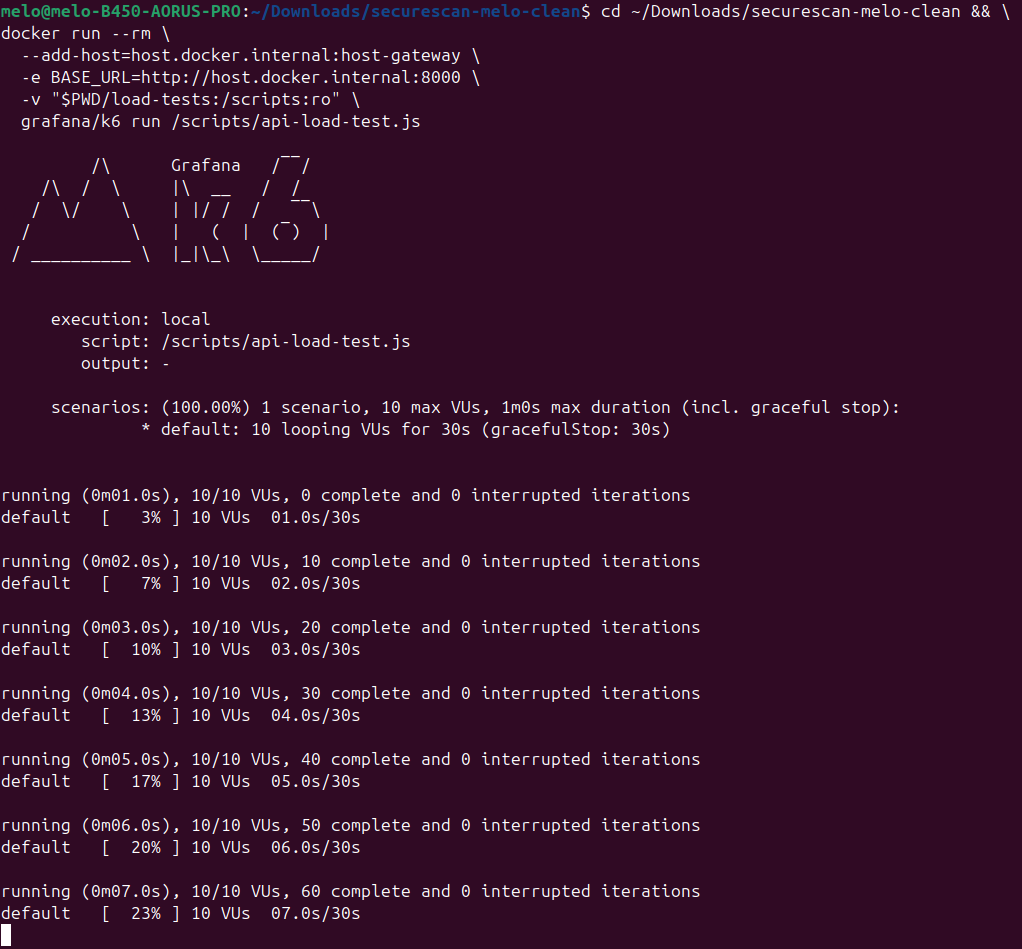 melo@melo-B450-AORUS-PRO:~/Downloads/securescan-melo-clean$ cd ~/Downloads/securescan-melo-clean && \
docker run --rm \
  --add-host=host.docker.internal:host-gateway \
  -e BASE_URL=http://host.docker.internal:8000 \
  -v "$PWD/load-tests:/scripts:ro" \
  grafana/k6 run /scripts/api-load-test.js

         /\      Grafana   /‾‾/
    /\  /  \     |\  __   /  /
   /  \/    \    | |/ /  /   ‾‾\
  /          \   |   (  |  (‾)  |
 / __________ \  |_|\_\  \_____/

     execution: local
        script: /scripts/api-load-test.js
        output: -

     scenarios: (100.00%) 1 scenario, 10 max VUs, 1m0s max duration (incl. graceful stop):
              * default: 10 looping VUs for 30s (gracefulStop: 30s)

running (0m01.0s), 10/10 VUs, 0 complete and 0 interrupted iterations
default   [   3% ] 10 VUs  01.0s/30s

running (0m02.0s), 10/10 VUs, 10 complete and 0 interrupted iterations
default   [   7% ] 10 VUs  02.0s/30s

running (0m03.0s), 10/10 VUs, 20 complete and 0 interrupted iterations
default   [  10% ] 10 VUs  03.0s/30s

running (0m04.0s), 10/10 VUs, 30 complete and 0 interrupted iterations
default   [  13% ] 10 VUs  04.0s/30s

running (0m05.0s), 10/10 VUs, 40 complete and 0 interrupted iterations
default   [  17% ] 10 VUs  05.0s/30s

running (0m06.0s), 10/10 VUs, 50 complete and 0 interrupted iterations
default   [  20% ] 10 VUs  06.0s/30s

running (0m07.0s), 10/10 VUs, 60 complete and 0 interrupted iterations
default   [  23% ] 10 VUs  07.0s/30s